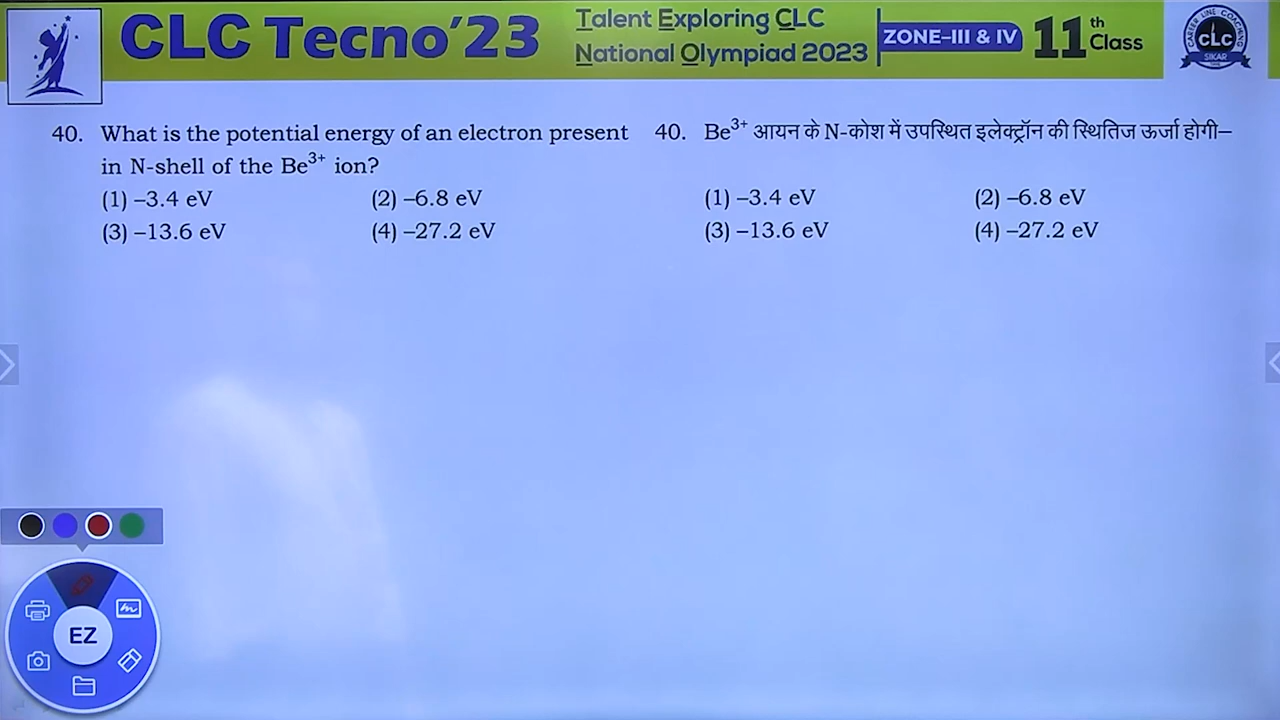 CLC Tecno'23
Talent Exploring CLC
National Olympiad 2023
ZONE–III & IV
11th Class
CAREER LINE COACHING
CLC
SIKAR
40. What is the potential energy of an electron present
in N-shell of the Be³⁺ ion?
(1) –3.4 eV (2) –6.8 eV
(3) –13.6 eV (4) –27.2 eV
40. Be³⁺ आयन के N-कोश में उपस्थित इलेक्ट्रॉन की स्थितिज ऊर्जा होगी–
(1) –3.4 eV (2) –6.8 eV
(3) –13.6 eV (4) –27.2 eV
EZ